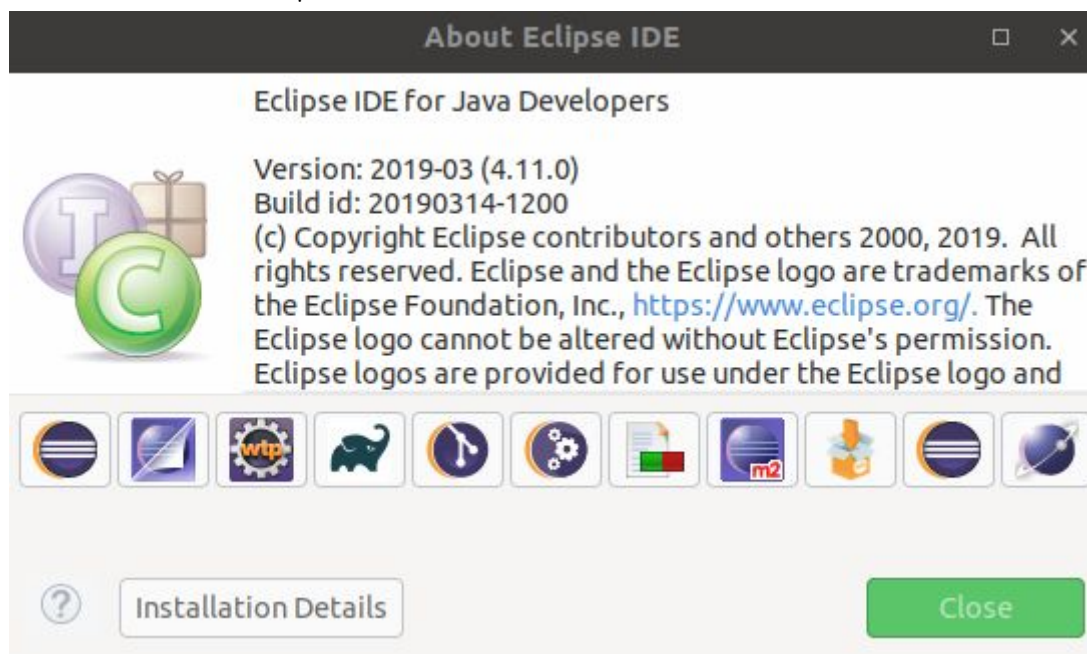 About Eclipse IDE
Eclipse IDE for Java Developers
Version: 2019-03 (4.11.0)
Build id: 20190314-1200
(c) Copyright Eclipse contributors and others 2000, 2019.  All
rights reserved. Eclipse and the Eclipse logo are trademarks of
the Eclipse Foundation, Inc., https://www.eclipse.org/. The
Eclipse logo cannot be altered without Eclipse's permission.
Eclipse logos are provided for use under the Eclipse logo and
I
C
wtp
m2
?
Installation Details
Close